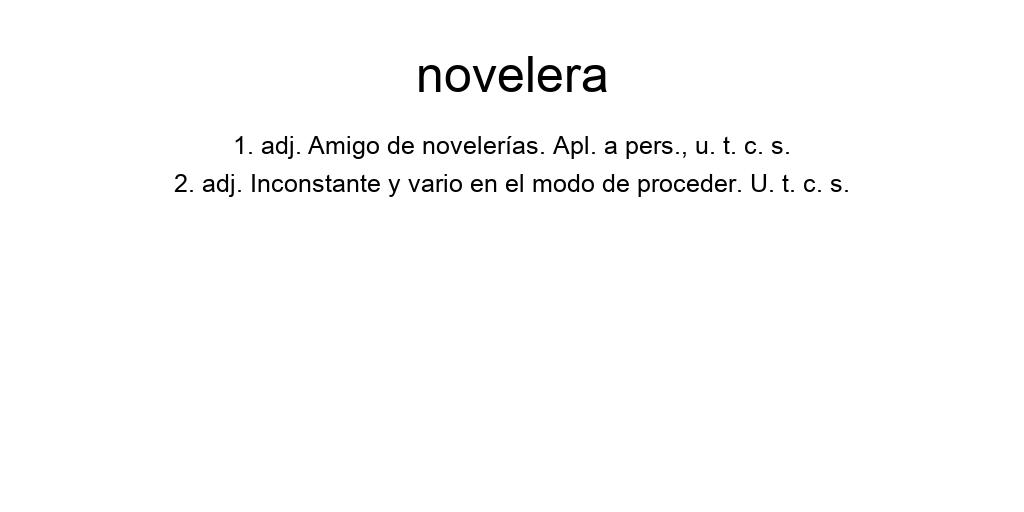 novelera
1. adj. Amigo de novelerías. Apl. a pers., u. t. c. s.
2. adj. Inconstante y vario en el modo de proceder. U. t. c. s.